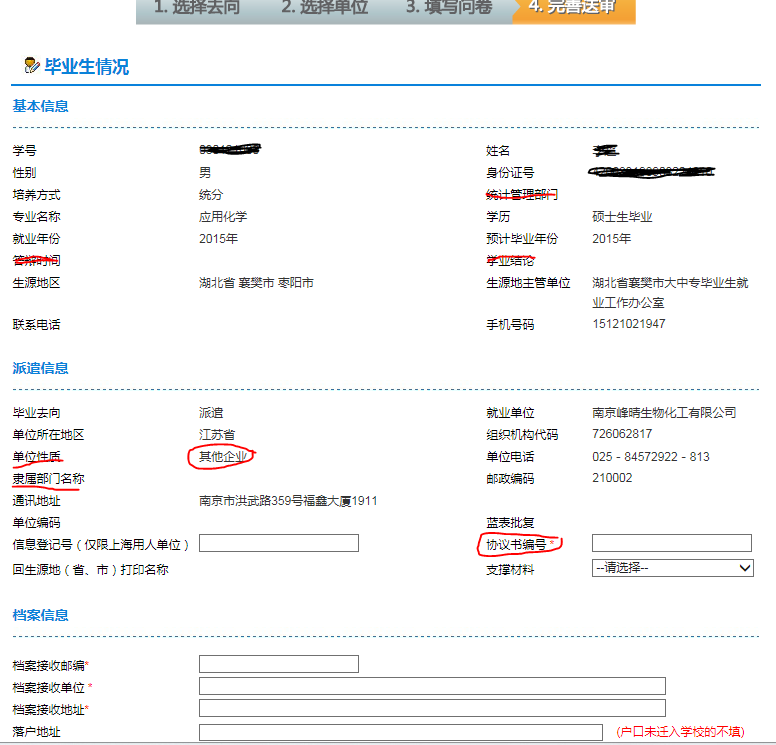 1. 选择去向 2. 选择单位 3. 填写问卷 4. 完善送审
毕业生情况
基本信息
学号 姓名
性别 男 身份证号
培养方式 统分 统计管理部门
专业名称 应用化学 学历 硕士生毕业
就业年份 2015年 预计毕业年份 2015年
答辩时间 学业结论
生源地区 湖北省 襄樊市 枣阳市 生源地主管单位 湖北省襄樊市大中专毕业生就
业工作办公室
联系电话 手机号码 15121021947
派遣信息
毕业去向 派遣 就业单位 南京峰晴生物化工有限公司
单位所在地区 江苏省 组织机构代码 726062817
单位性质 其他企业 单位电话 025 - 84572922 - 813
隶属部门名称 邮政编码 210002
通讯地址 南京市洪武路359号福鑫大厦1911
单位编码 蓝表批复
信息登记号（仅限上海用人单位） 协议书编号 *
回生源地（省、市）打印名称 支撑材料 --请选择--
档案信息
档案接收邮编*
档案接收单位 *
档案接收地址*
落户地址 (户口未迁入学校的不填)